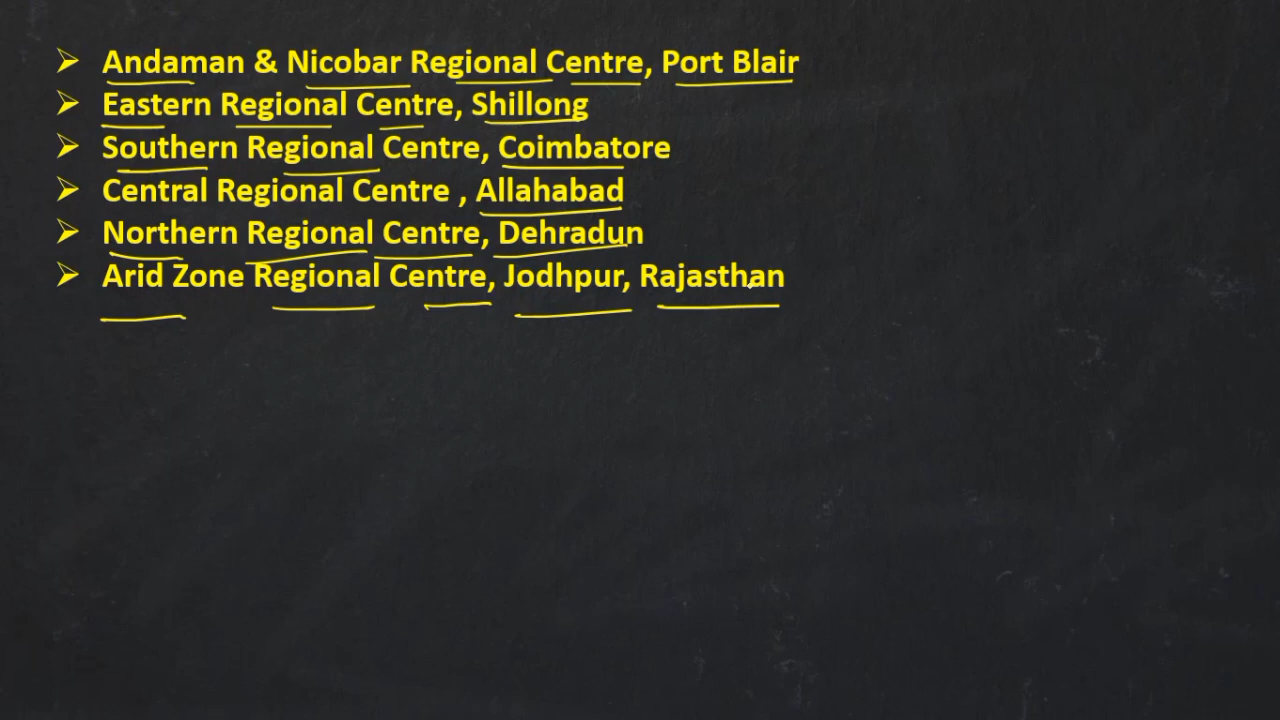 ➢ Andaman & Nicobar Regional Centre, Port Blair
➢ Eastern Regional Centre, Shillong
➢ Southern Regional Centre, Coimbatore
➢ Central Regional Centre , Allahabad
➢ Northern Regional Centre, Dehradun
➢ Arid Zone Regional Centre, Jodhpur, Rajasthan